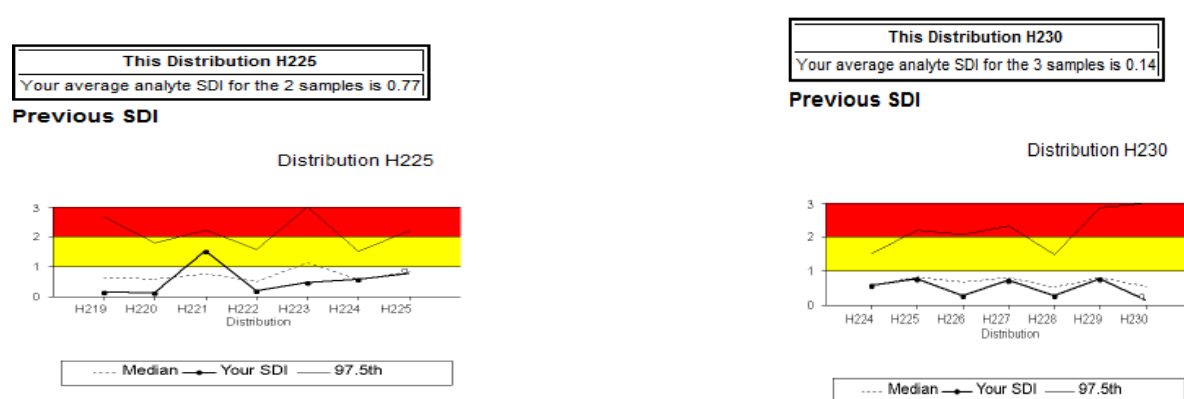 This Distribution H225
Your average analyte SDI for the 2 samples is 0.77
Previous SDI
Distribution H225
3
2
1
0
H219 H220 H221 H222 H223 H224 H225
Distribution
Median Your SDI 97.5th
This Distribution H230
Your average analyte SDI for the 3 samples is 0.14
Previous SDI
Distribution H230
3
2
1
0
H224 H225 H226 H227 H228 H229 H230
Distribution
Median Your SDI 97.5th